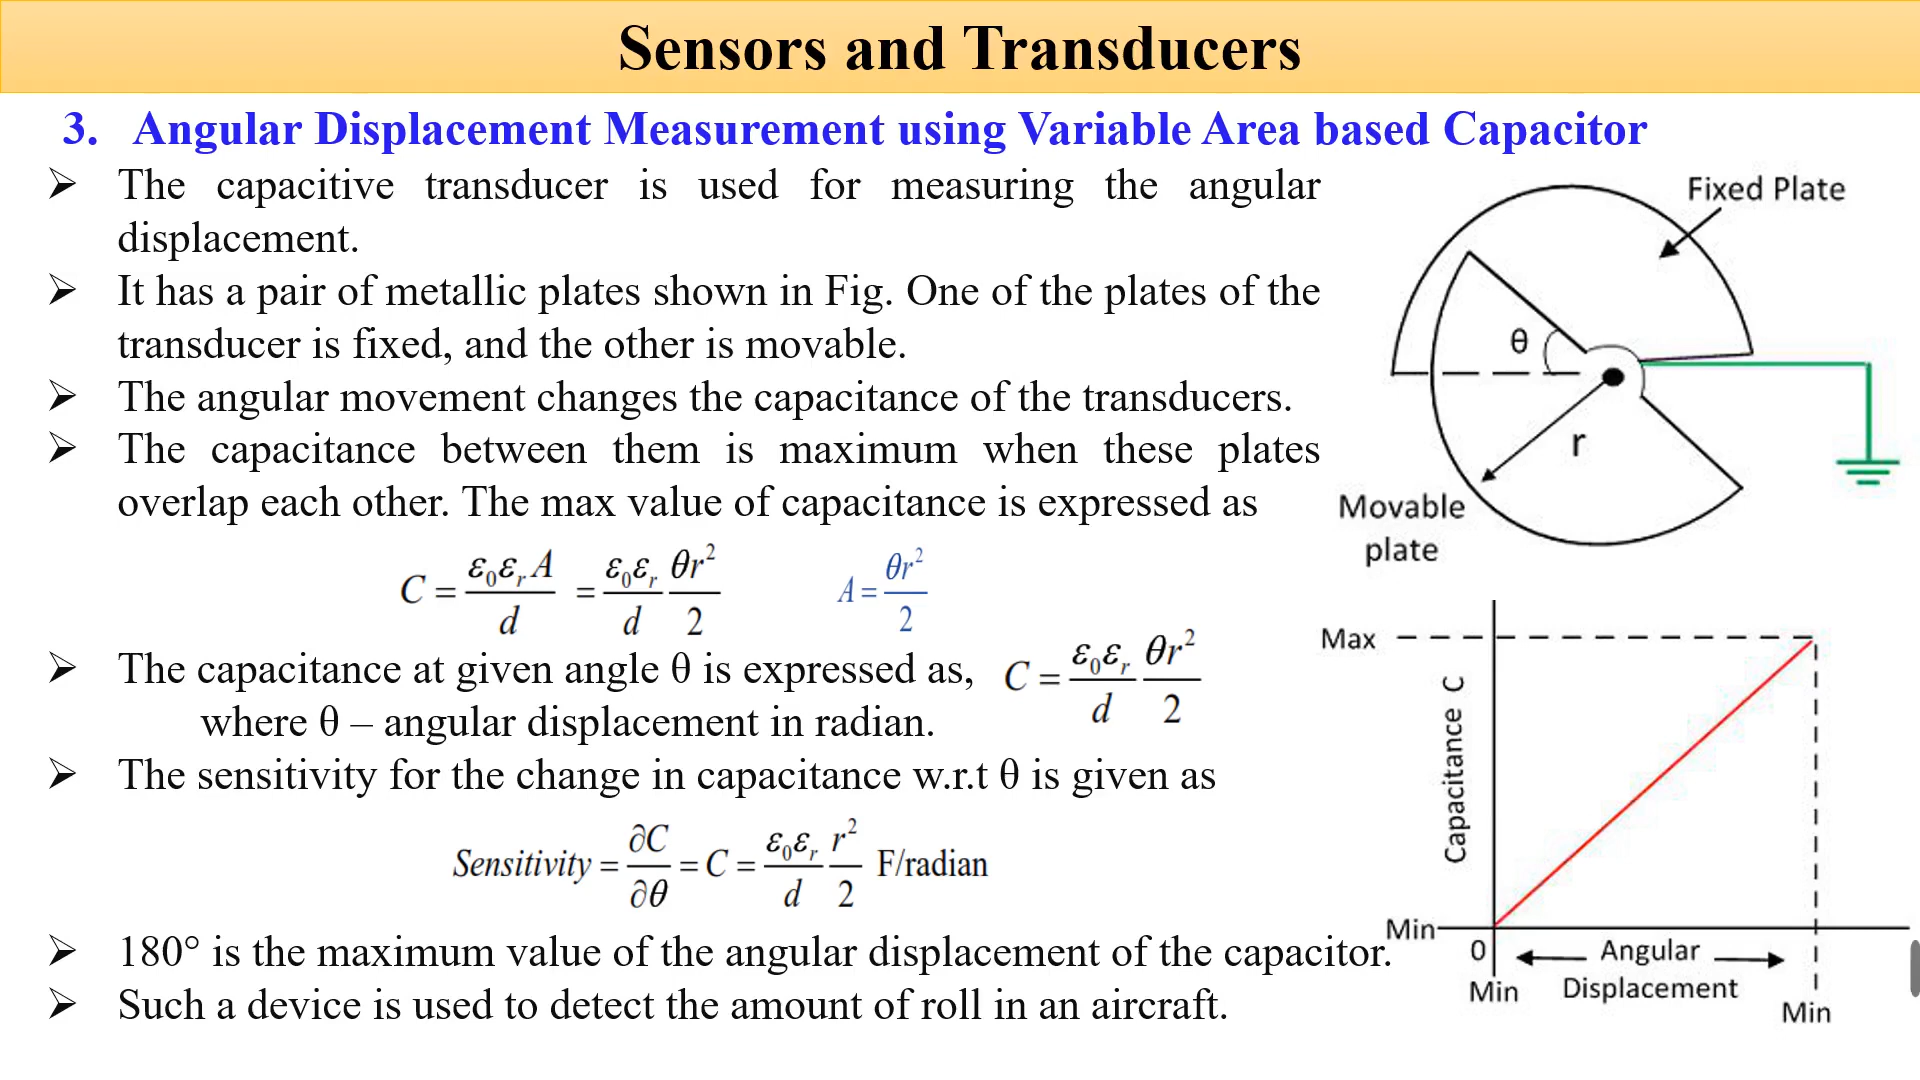 Sensors and Transducers
3. Angular Displacement Measurement using Variable Area based Capacitor
➢ The capacitive transducer is used for measuring the angular
displacement.
➢ It has a pair of metallic plates shown in Fig. One of the plates of the
transducer is fixed, and the other is movable.
➢ The angular movement changes the capacitance of the transducers.
➢ The capacitance between them is maximum when these plates
overlap each other. The max value of capacitance is expressed as
C = ε₀εᵣA / d = ε₀εᵣ / d θr² / 2
A = θr² / 2
➢ The capacitance at given angle θ is expressed as, C = ε₀εᵣ / d θr² / 2
where θ – angular displacement in radian.
➢ The sensitivity for the change in capacitance w.r.t θ is given as
Sensitivity = ∂C / ∂θ = C = ε₀εᵣ / d r² / 2 F/radian
➢ 180° is the maximum value of the angular displacement of the capacitor.
➢ Such a device is used to detect the amount of roll in an aircraft.
Fixed Plate
θ
r
Movable
plate
Max
Capacitance C
Min
0
Angular
Min
Displacement
Min